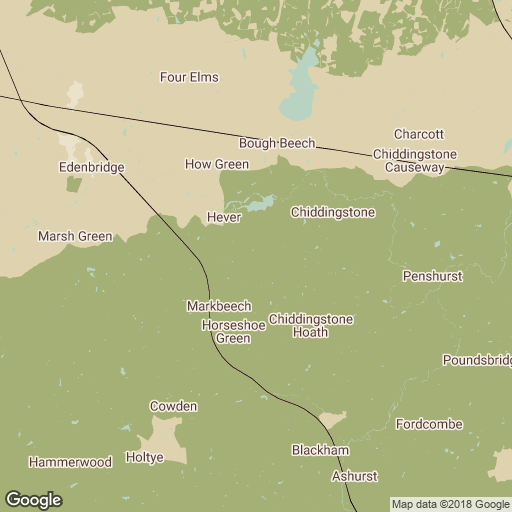 Four Elms
Bough Beech
Charcott
Chiddingstone
Causeway
How Green
Edenbridge
Hever
Chiddingstone
Marsh Green
Penshurst
Markbeech
Horseshoe
Green
Chiddingstone
Hoath
Poundsbridg
Cowden
Fordcombe
Blackham
Holtye
Hammerwood
Ashurst
Google
Map data ©2018 Google